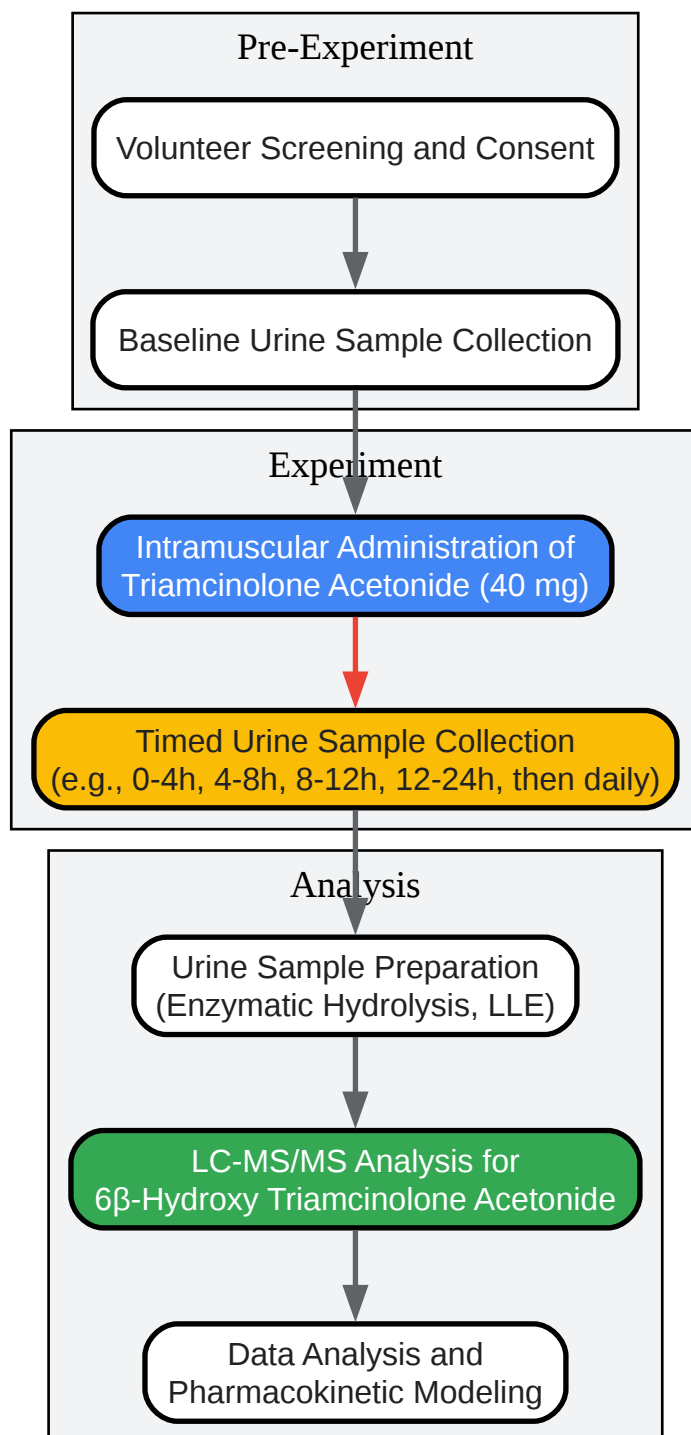 Pre-Experiment
Volunteer Screening and Consent
Baseline Urine Sample Collection
Experiment
Intramuscular Administration of
Triamcinolone Acetonide (40 mg)
Timed Urine Sample Collection
(e.g., 0-4h, 4-8h, 8-12h, 12-24h, then daily)
Analysis
Urine Sample Preparation
(Enzymatic Hydrolysis, LLE)
LC-MS/MS Analysis for
6β-Hydroxy Triamcinolone Acetonide
Data Analysis and
Pharmacokinetic Modeling